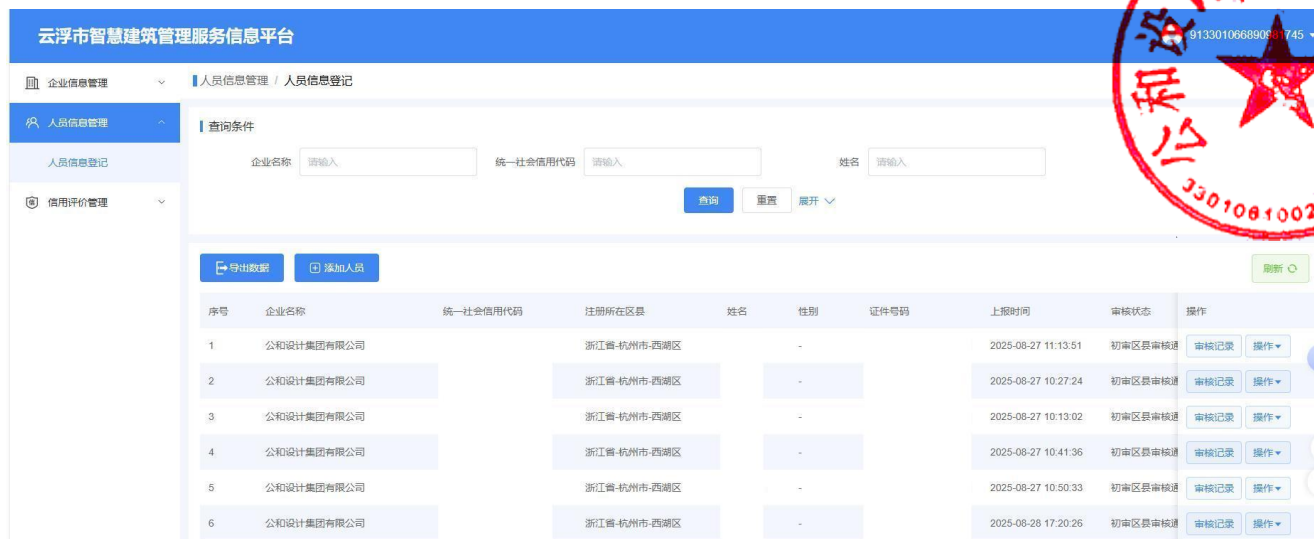 云浮市智慧建筑管理服务信息平台
企业信息管理
人员信息管理
人员信息登记
信用评价管理
人员信息管理 / 人员信息登记
查询条件
企业名称 请输入 统一社会信用代码 请输入 姓名 请输入
查询 重置 展开
导出数据 添加人员 刷新
序号 企业名称 统一社会信用代码 注册所在区县 姓名 性别 证件号码 上报时间 审核状态 操作
1 公和设计集团有限公司 浙江省-杭州市-西湖区 - 2025-08-27 11:13:51 初审区县审核通 审核记录 操作
2 公和设计集团有限公司 浙江省-杭州市-西湖区 - 2025-08-27 10:27:24 初审区县审核通 审核记录 操作
3 公和设计集团有限公司 浙江省-杭州市-西湖区 - 2025-08-27 10:13:02 初审区县审核通 审核记录 操作
4 公和设计集团有限公司 浙江省-杭州市-西湖区 - 2025-08-27 10:41:36 初审区县审核通 审核记录 操作
5 公和设计集团有限公司 浙江省-杭州市-西湖区 - 2025-08-27 10:50:33 初审区县审核通 审核记录 操作
6 公和设计集团有限公司 浙江省-杭州市-西湖区 - 2025-08-28 17:20:26 初审区县审核通 审核记录 操作
公和设
3301061002